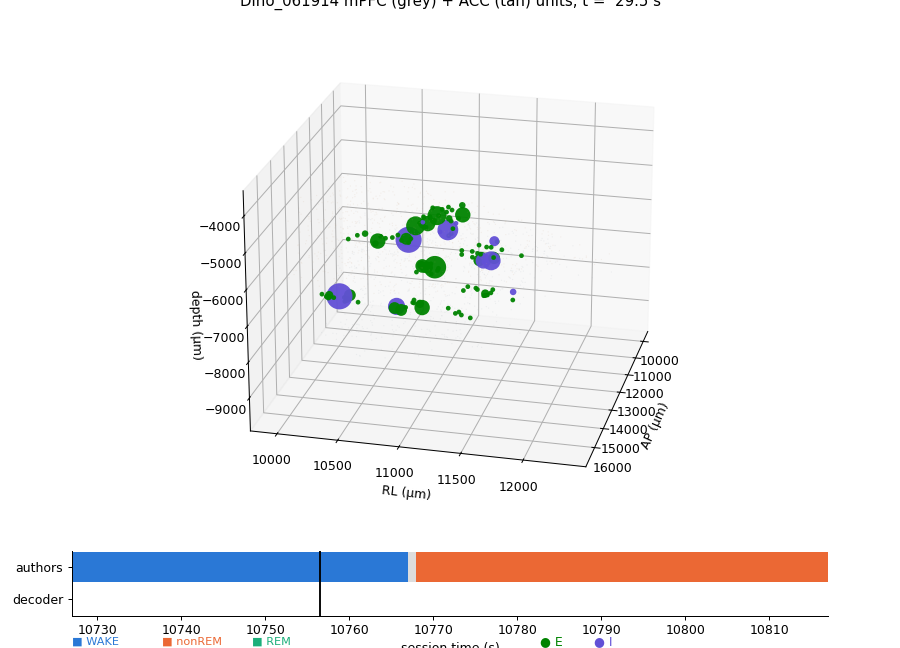 Dino_061914 mPFC (grey) + ACC (tan) units, t = 29.5 s
−4000
−5000
−6000
−7000
−8000
−9000
depth (μm)
10000
10500
11000
11500
12000
RL (μm)
10000
11000
12000
13000
14000
15000
16000
AP (μm)
authors
decoder
10730
10740
10750
10760
10770
10780
10790
10800
10810
session time (s)
WAKE
nonREM
REM
E
I